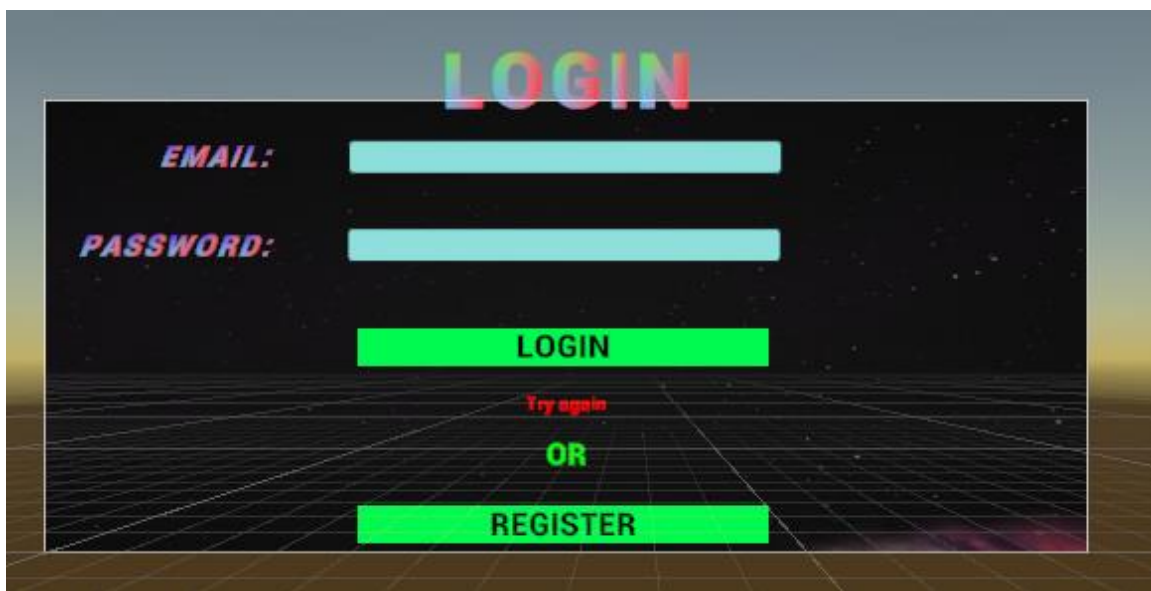 LOGIN
EMAIL:
PASSWORD:
LOGIN
Try again
OR
REGISTER